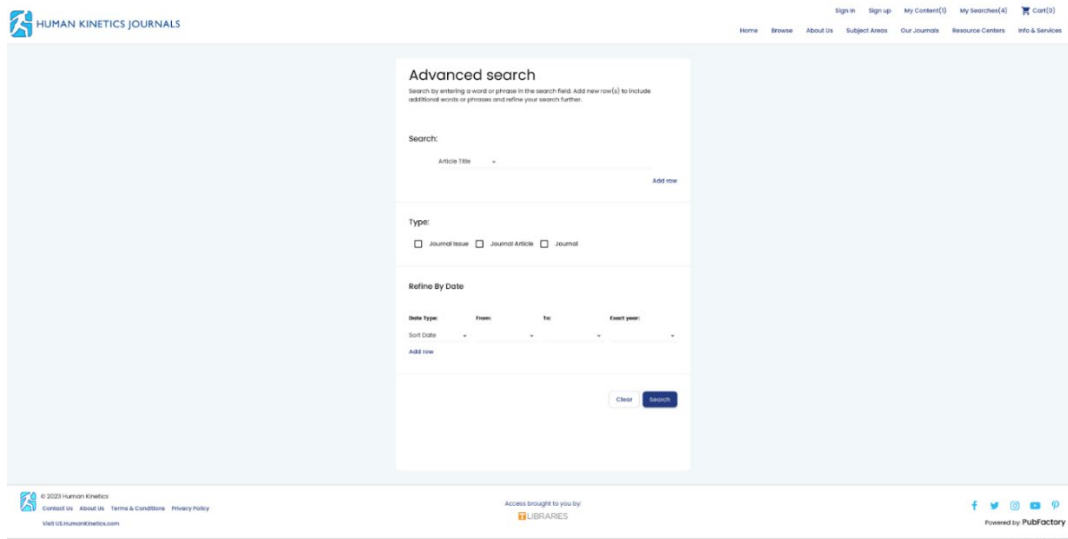 Sign in Sign up My Content(1) My Searches(4) Cart(0)
HUMAN KINETICS JOURNALS
Home Browse About Us Subject Areas Our Journals Resource Centers Info & Services
Advanced search
Search by entering a word or phrase in the search field. Add new row(s) to include
additional words or phrases and refine your search further.
Search:
Article Title
Add row
Type:
Journal Issue Journal Article Journal
Refine By Date
Date Type: From: To: Exact year:
Sort Date
Add row
Clear Search
© 2023 Human Kinetics
Contact Us About Us Terms & Conditions Privacy Policy
Visit US.HumanKinetics.com
Access brought to you by:
T LIBRARIES
Powered by PubFactory